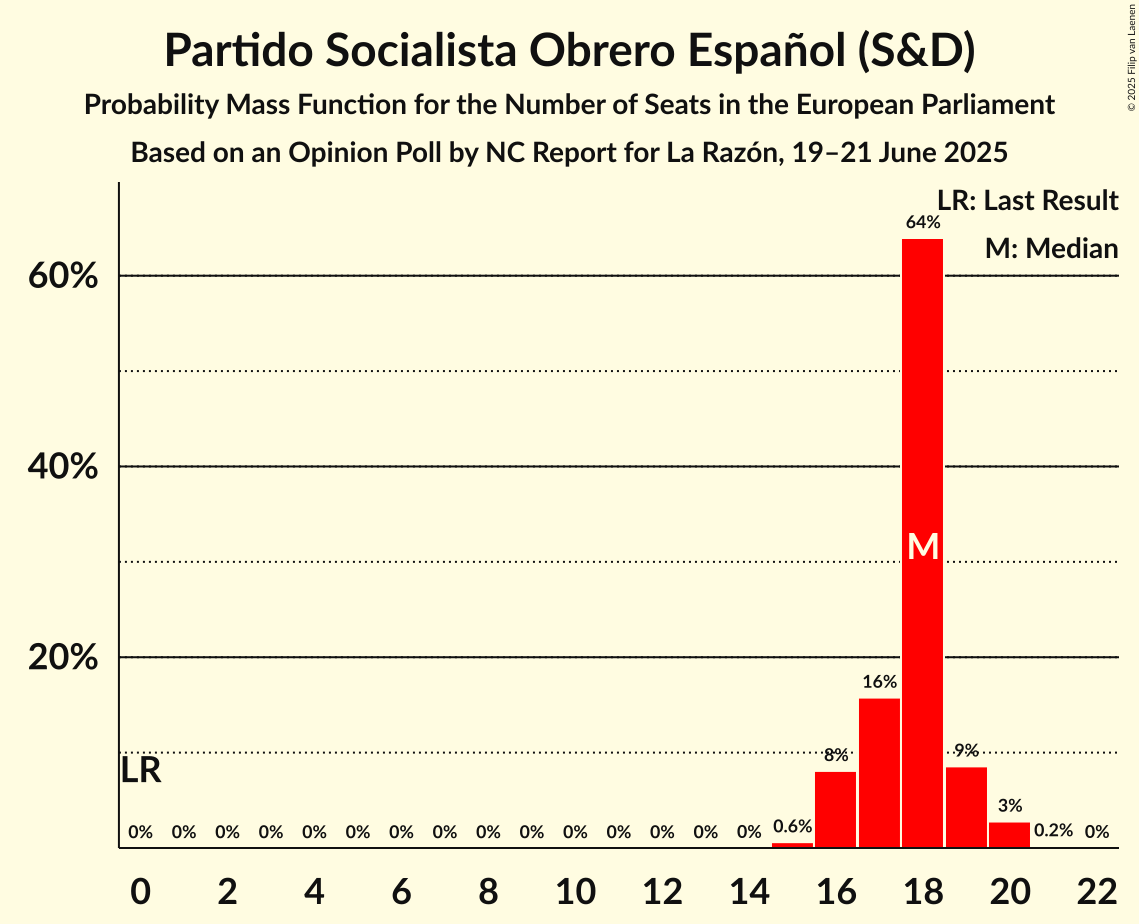 Partido Socialista Obrero Español (S&D)
Probability Mass Function for the Number of Seats in the European Parliament
Based on an Opinion Poll by NC Report for La Razón, 19–21 June 2025
© 2025 Filip van Laenen
LR: Last Result
M: Median
64%
60%
40%
M
20%
16%
8%
9%
LR
3%
0% 0% 0% 0% 0% 0% 0% 0% 0% 0% 0% 0% 0% 0% 0% 0.6% 0.2% 0%
0 2 4 6 8 10 12 14 16 18 20 22